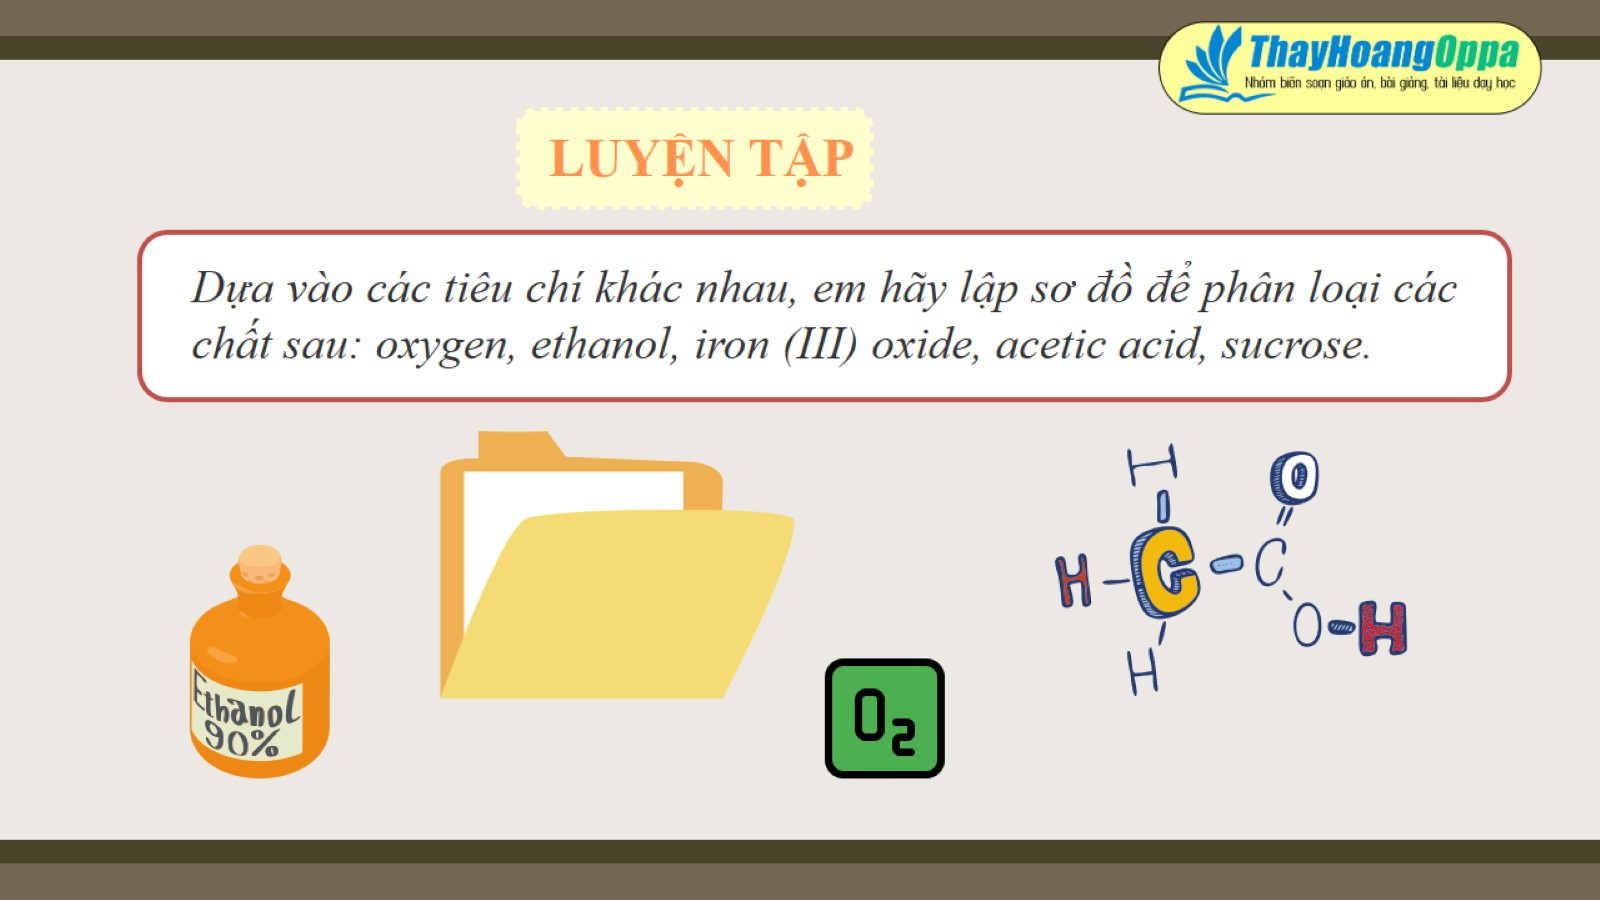 ThayHoangOppa
Nhóm biên soạn giáo án, bài giảng, tài liệu dạy học
LUYỆN TẬP
Dựa vào các tiêu chí khác nhau, em hãy lập sơ đồ để phân loại các
chất sau: oxygen, ethanol, iron (III) oxide, acetic acid, sucrose.
H
O
H C C
O H
H
Ethanol
90%
O2